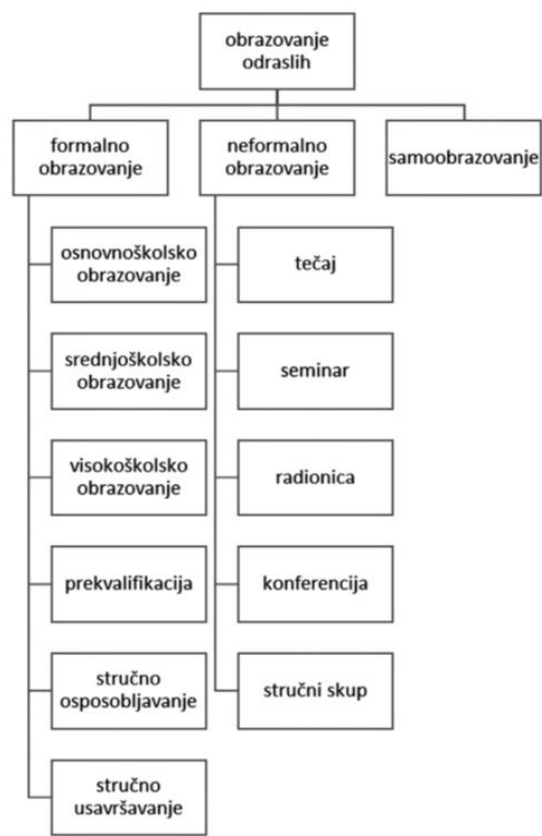 obrazovanje
odraslih
formalno
obrazovanje
neformalno
obrazovanje
samoobrazovanje
osnovnoškolsko
obrazovanje
srednjoškolsko
obrazovanje
visokoškolsko
obrazovanje
prekvalifikacija
stručno
osposobljavanje
stručno
usavršavanje
tečaj
seminar
radionica
konferencija
stručni skup